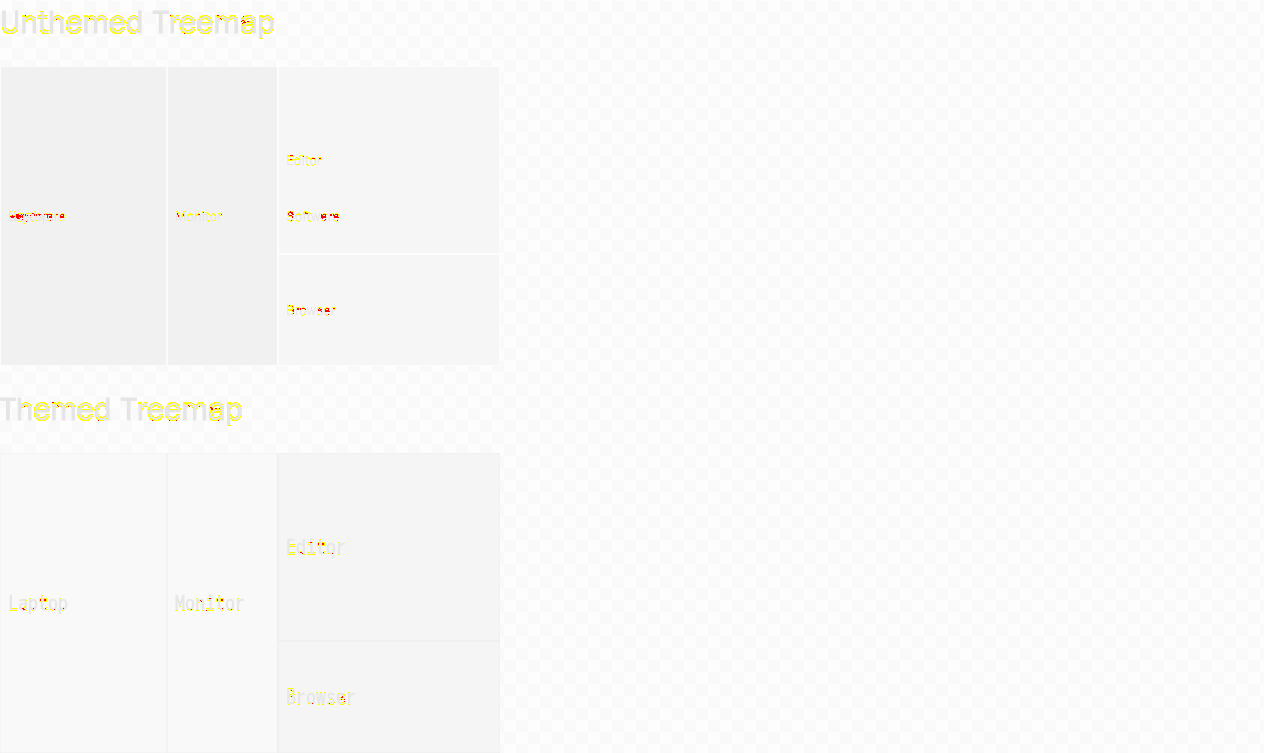 Unthemed Treemap
Editor
Monitor
Software
Browser
Themed Treemap
Editor
Laptop
Monitor
Browser